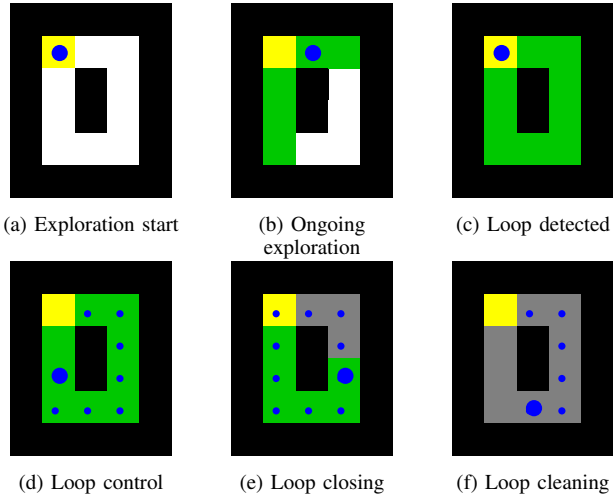 (a) Exploration start
(b) Ongoing
exploration
(c) Loop detected
(d) Loop control
(e) Loop closing
(f) Loop cleaning